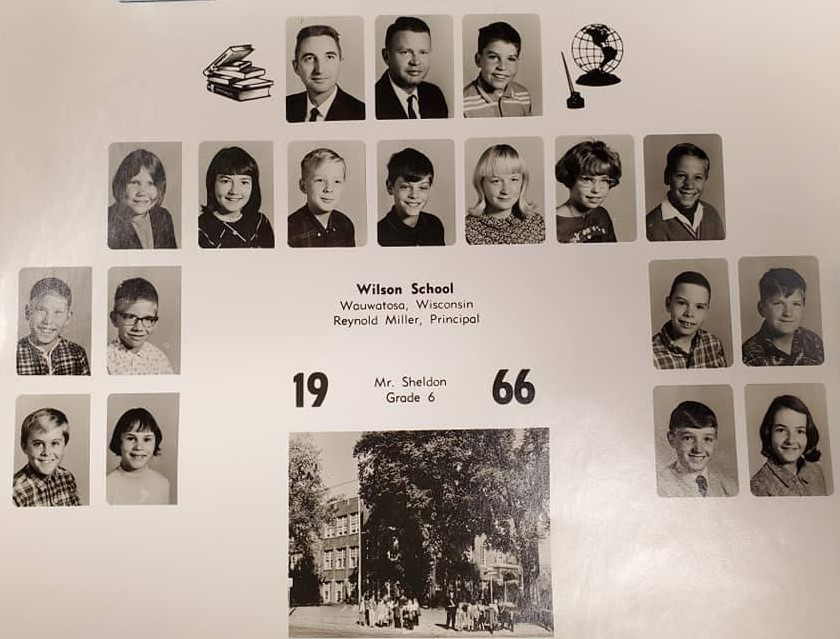 Wilson School
Wauwatosa, Wisconsin
Reynold Miller, Principal
19 66
Mr. Sheldon
Grade 6